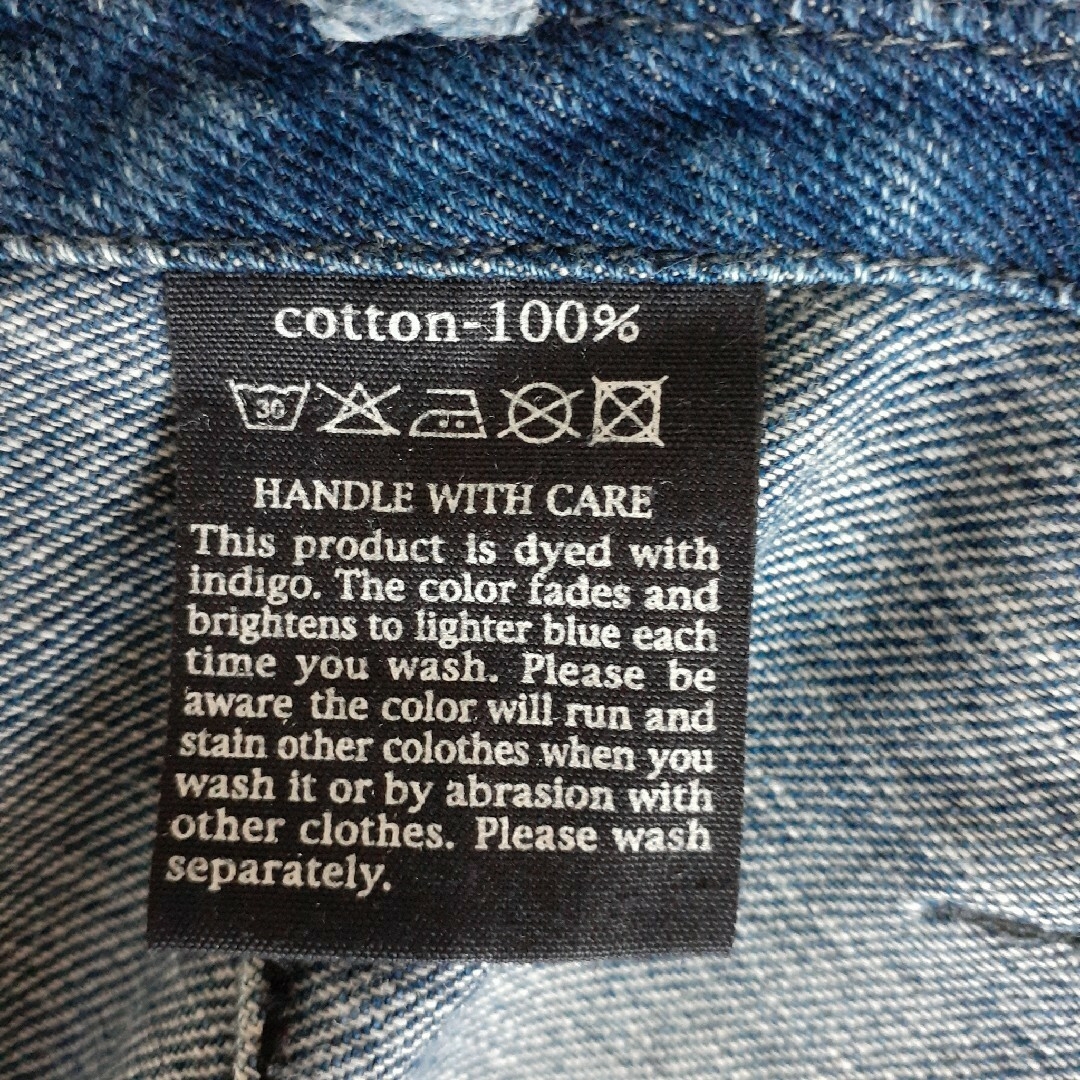 cotton-100%
30
HANDLE WITH CARE
This product is dyed with
indigo. The color fades and
brightens to lighter blue each
time you wash. Please be
aware the color will run and
stain other colothes when you
wash it or by abrasion with
other clothes. Please wash
separately.